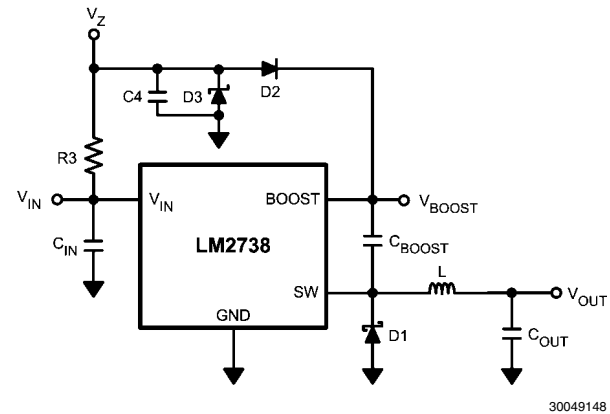 VZ
C4
D3
D2
R3
VIN
VIN
BOOST
VBOOST
CIN
LM2738
CBOOST
L
SW
VOUT
GND
D1
COUT
30049148